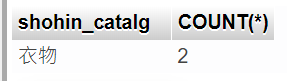 shohin_catalg COUNT(*)
衣物 2